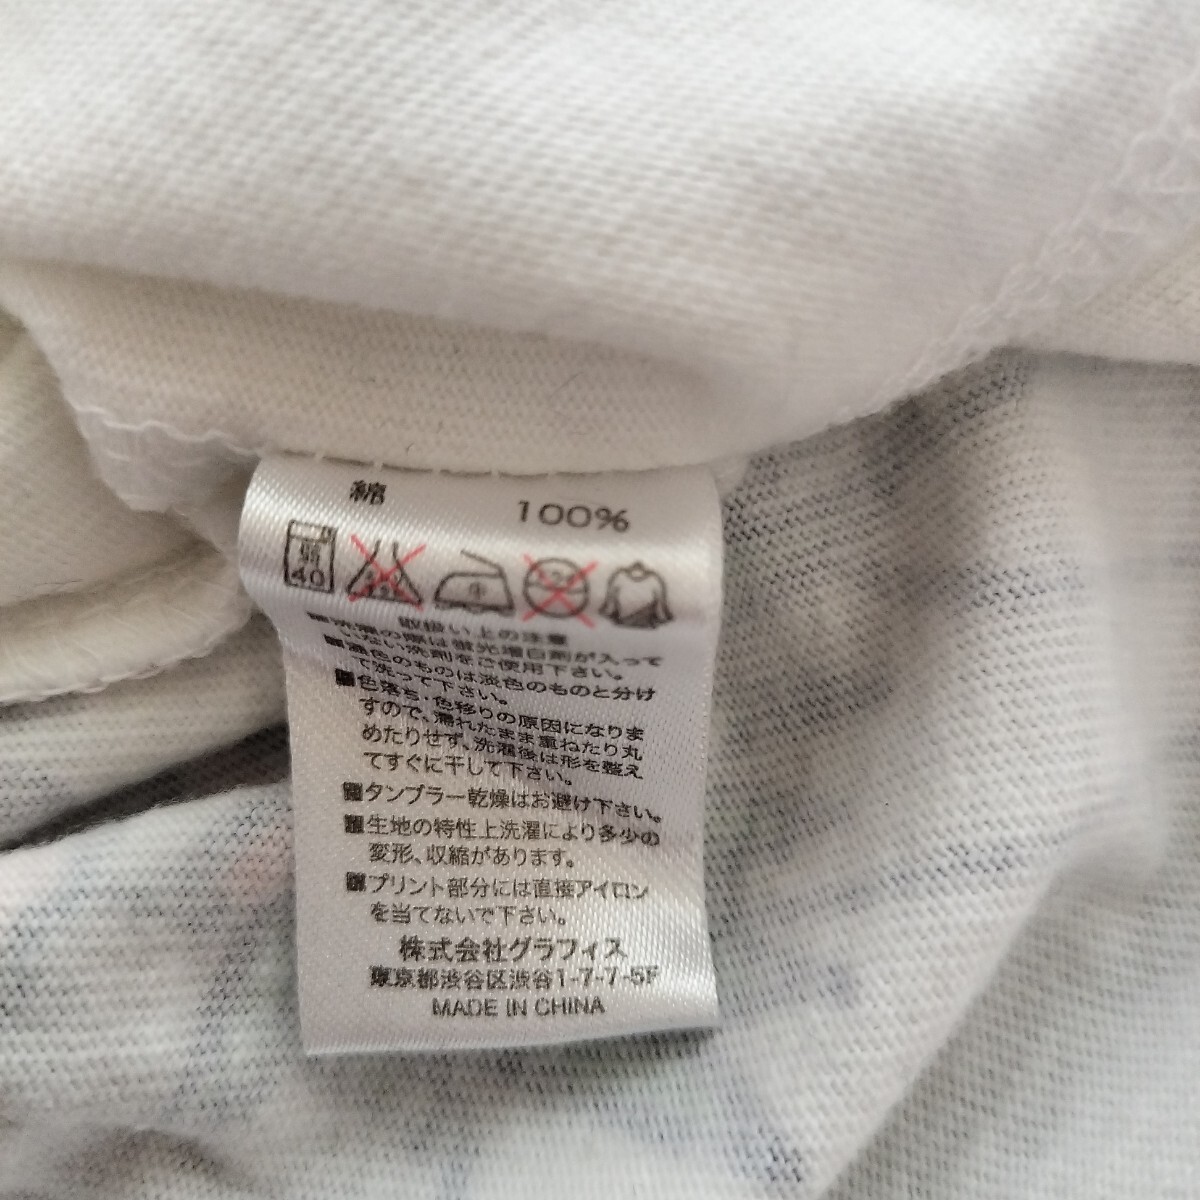 綿 100%
弱
40
中
取扱い上の注意
■洗濯の際は蛍光増白剤が入って
いない洗剤をご使用下さい。
■濃色のものは淡色のものと分け
て洗って下さい。
■色落ち・色移りの原因になりま
すので、濡れたまま重ねたり丸
めたりせず、洗濯後は形を整え
てすぐに干して下さい。
■タンブラー乾燥はお避け下さい。
■生地の特性上洗濯により多少の
変形、収縮があります。
■プリント部分には直接アイロン
を当てないで下さい。
株式会社グラフィス
東京都渋谷区渋谷1-7-7-5F
MADE IN CHINA